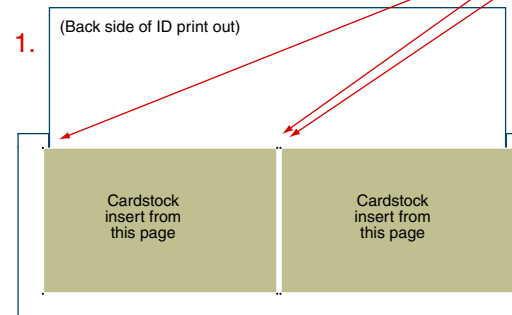 (Back side of ID print out)
1.
Cardstock
insert from
this page
Cardstock
insert from
this page